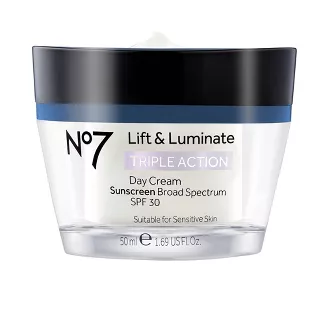 No7
Lift & Luminate
TRIPLE ACTION
Day Cream
Sunscreen Broad Spectrum
SPF 30
Suitable for Sensitive Skin
50ml e 1.69 US Fl.Oz.